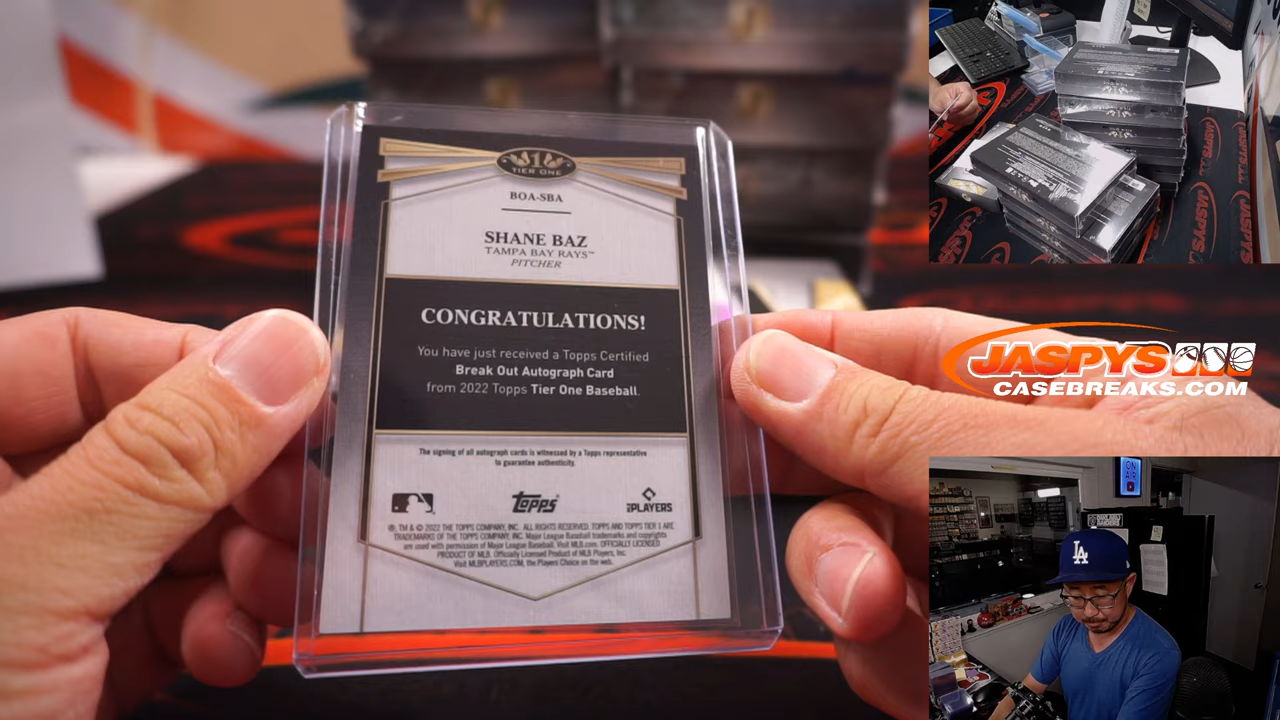 1
TIER ONE
BOA-SBA
SHANE BAZ
TAMPA BAY RAYS™
PITCHER
CONGRATULATIONS!
You have just received a Topps Certified
Break Out Autograph Card
from 2022 Topps Tier One Baseball.
The signing of all autograph cards is witnessed by a Topps representative
to guarantee authenticity.
Topps
PLAYERS
®, TM & © 2022 THE TOPPS COMPANY, INC. ALL RIGHTS RESERVED. TOPPS AND TOPPS TIER 1 ARE
TRADEMARKS OF THE TOPPS COMPANY, INC. Major League Baseball trademarks and copyrights
are used with permission of Major League Baseball. Visit MLB.com. OFFICIALLY LICENSED
PRODUCT OF MLB. Officially Licensed Product of MLB Players, Inc.
Visit MLBPLAYERS.COM, the Players Choice on the web.
JASPYS
CASEBREAKS.COM
JASPYS
ON
AIR
LA